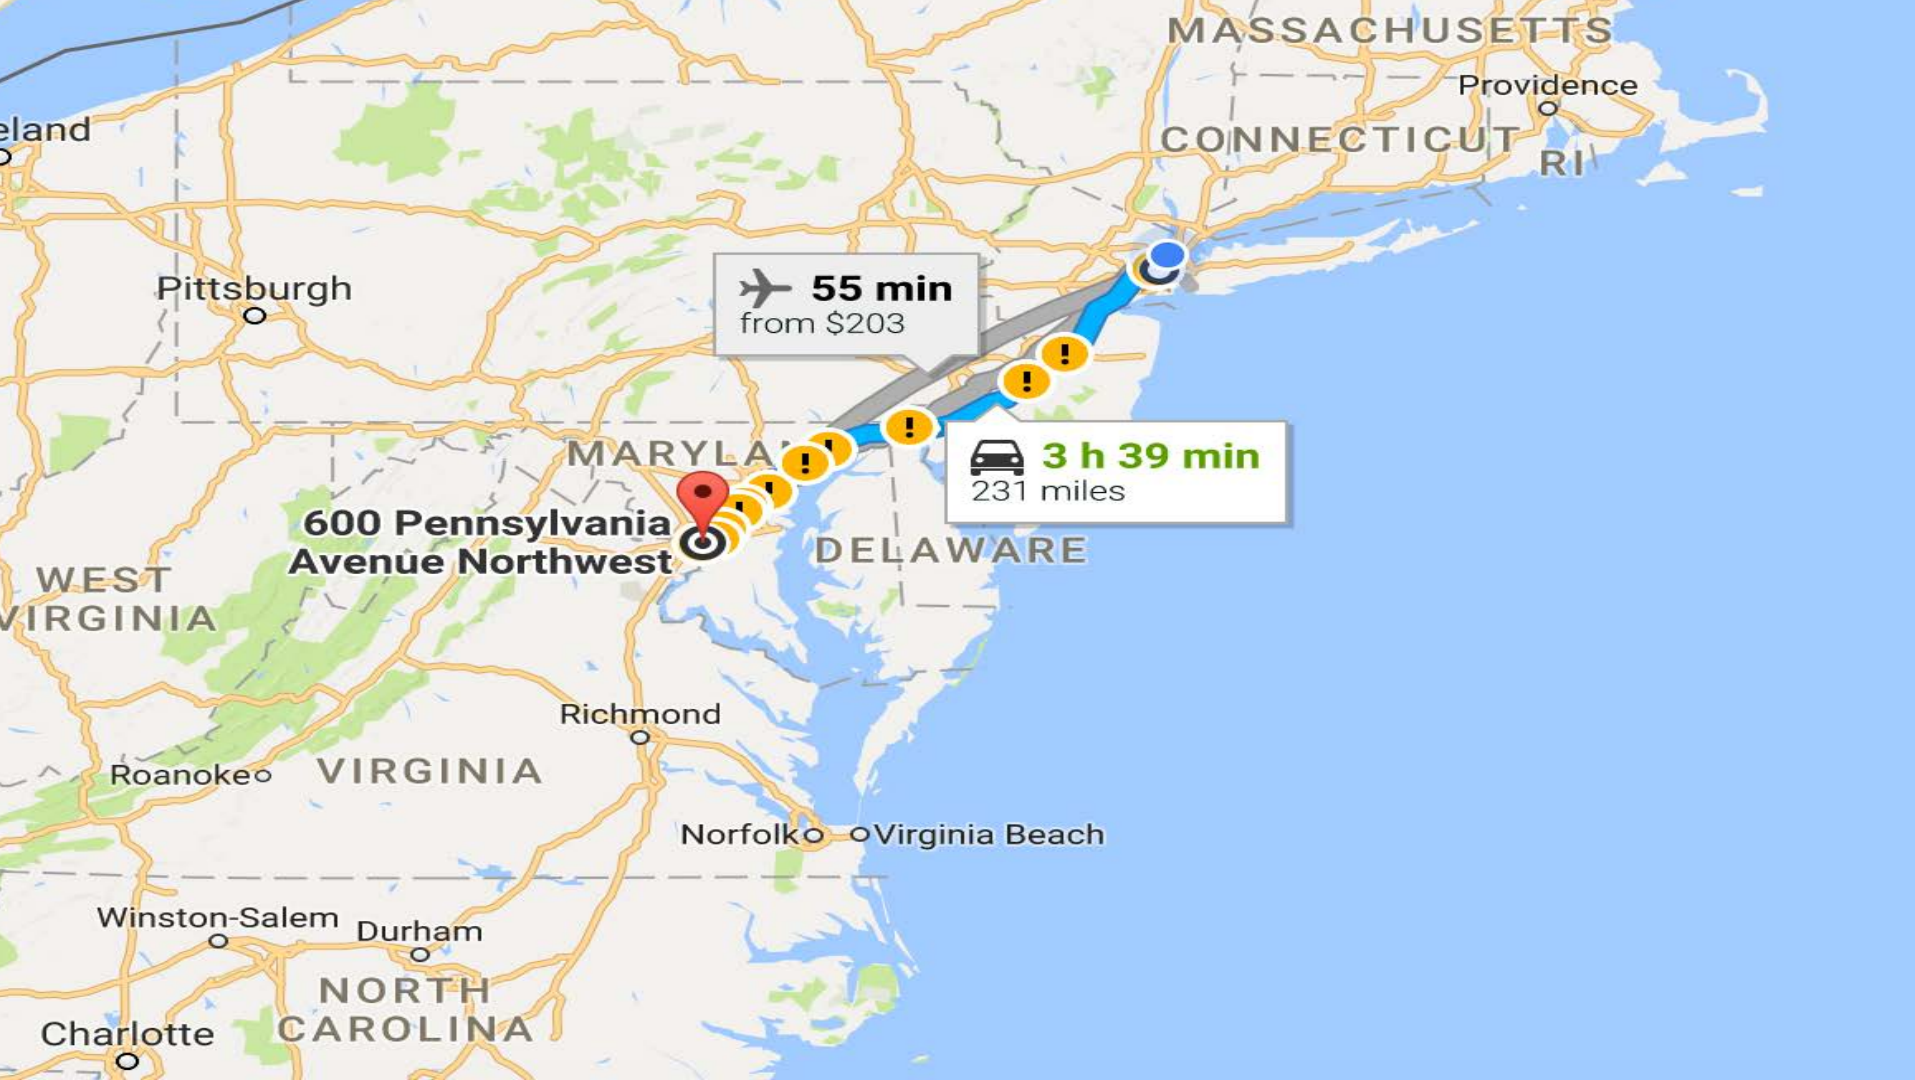 MASSACHUSETTS
Providence
eland
CONNECTICUT
RI
Pittsburgh
55 min
from $203
MARYLA
3 h 39 min
231 miles
600 Pennsylvania
Avenue Northwest
DELAWARE
WEST
VIRGINIA
Richmond
Roanoke
VIRGINIA
Norfolk
Virginia Beach
Winston-Salem
Durham
NORTH
CAROLINA
Charlotte